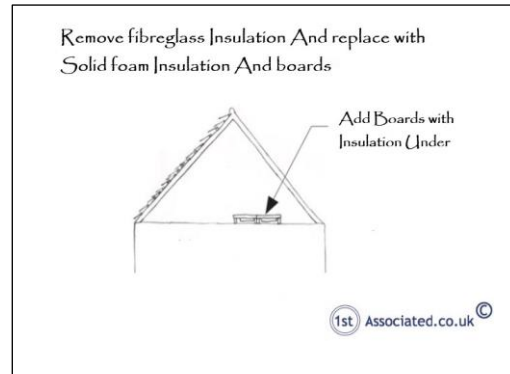 Remove fibreglass Insulation And replace with
Solid foam Insulation And boards
Add Boards with
Insulation Under
1st Associated.co.uk ©